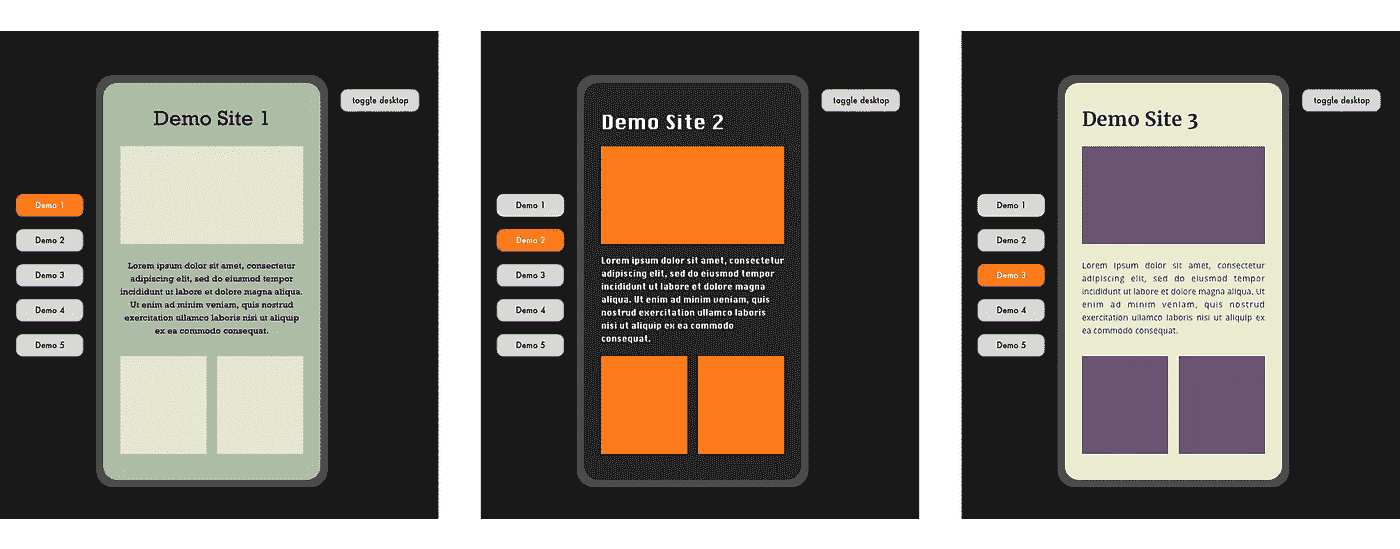 toggle desktop
Demo Site 1
Demo 1
Demo 2
Demo 3
Demo 4
Demo 5
Lorem ipsum dolor sit amet, consectetur
adipiscing elit, sed do eiusmod tempor
incididunt ut labore et dolore magna aliqua.
Ut enim ad minim veniam, quis nostrud
exercitation ullamco laboris nisi ut aliquip
ex ea commodo consequat.
toggle desktop
Demo Site 2
Demo 1
Demo 2
Demo 3
Demo 4
Demo 5
Lorem ipsum dolor sit amet, consectetur
adipiscing elit, sed do eiusmod tempor
incididunt ut labore et dolore magna
aliqua. Ut enim ad minim veniam, quis
nostrud exercitation ullamco laboris
nisi ut aliquip ex ea commodo
consequat.
toggle desktop
Demo Site 3
Demo 1
Demo 2
Demo 3
Demo 4
Demo 5
Lorem ipsum dolor sit amet, consectetur
adipiscing elit, sed do eiusmod tempor
incididunt ut labore et dolore magna aliqua. Ut
enim ad minim veniam, quis nostrud
exercitation ullamco laboris nisi ut aliquip ex
ea commodo consequat.